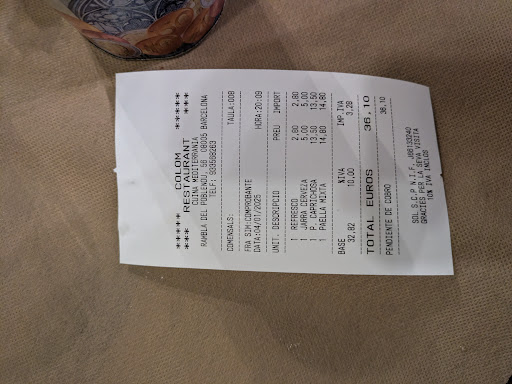 ***** COLOM *****
*** RESTAURANT ***
CUINA MEDITERRANIA
RAMBLA DEL POBLENOU, 58 08005 BARCELONA
TELF: 933568263
COMENSALS: TAULA:008
FRA SIM:COMPROBANTE
DATA:04/01/2025 HORA:20:09
UNIT. DESCRIPCIO PREU IMPORT
1 REFRESCO 2,80 2,80
1 JARRA CERVEZA 5,00 5,00
1 P. CAPRICHOSA 13,50 13,50
1 PAELLA MIXTA 14,80 14,80
BASE %IVA IMP.IVA
32,82 10,00 3,28
TOTAL EUROS 36,10
PENDIENTE DE COBRO 36,10
SOL S.C.P N.I.F. J66133240
GRACIES PER LA SEVA VISITA
10% IVA INCLOS